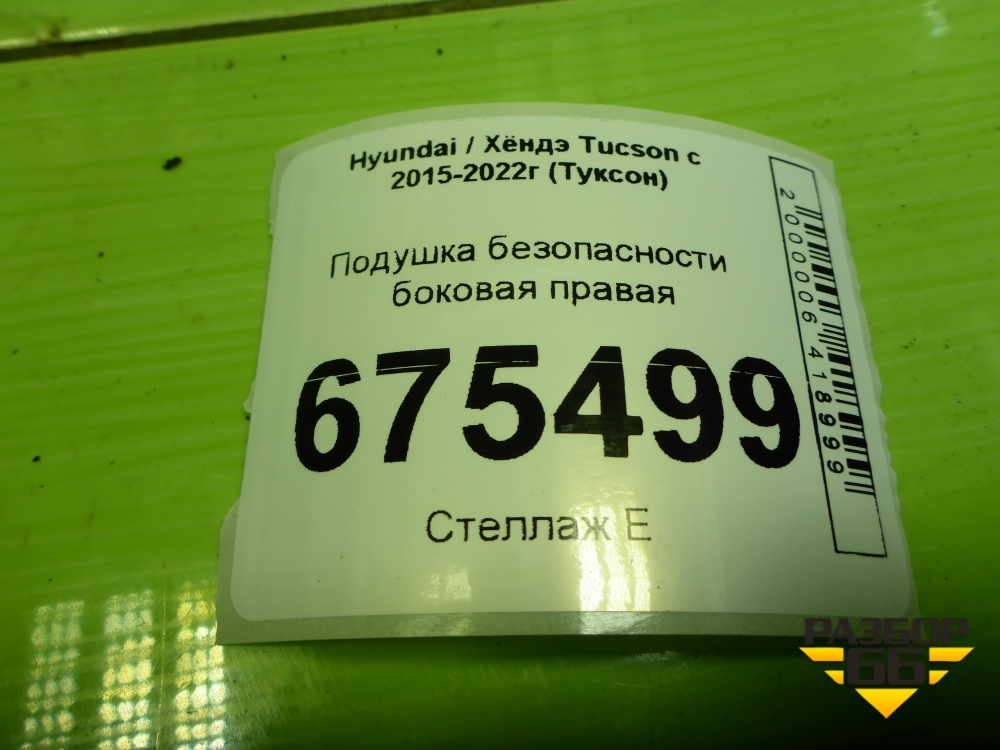 Hyundai / Хёндэ Tucson с
2015-2022г (Туксон)
Подушка безопасности
боковая правая
675499
Стеллаж Е
2000006418999
РАЗБОР
66